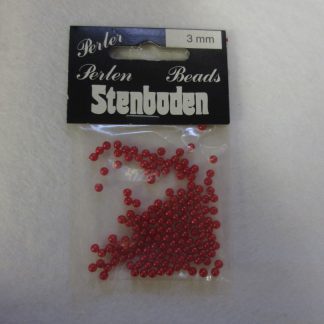 Perler
3 mm
Perlen Beads
Stenboden